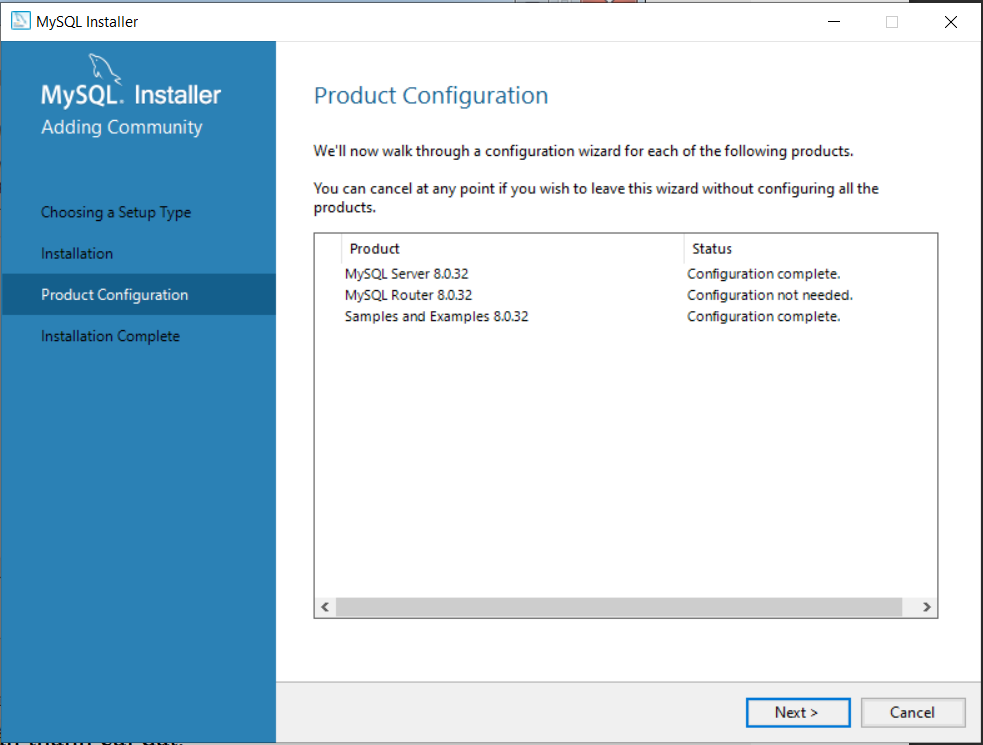 MySQL Installer
MySQL. Installer
Adding Community
Choosing a Setup Type
Installation
Product Configuration
Installation Complete
Product Configuration
We'll now walk through a configuration wizard for each of the following products.
You can cancel at any point if you wish to leave this wizard without configuring all the
products.
Product Status
MySQL Server 8.0.32 Configuration complete.
MySQL Router 8.0.32 Configuration not needed.
Samples and Examples 8.0.32 Configuration complete.
Next >
Cancel